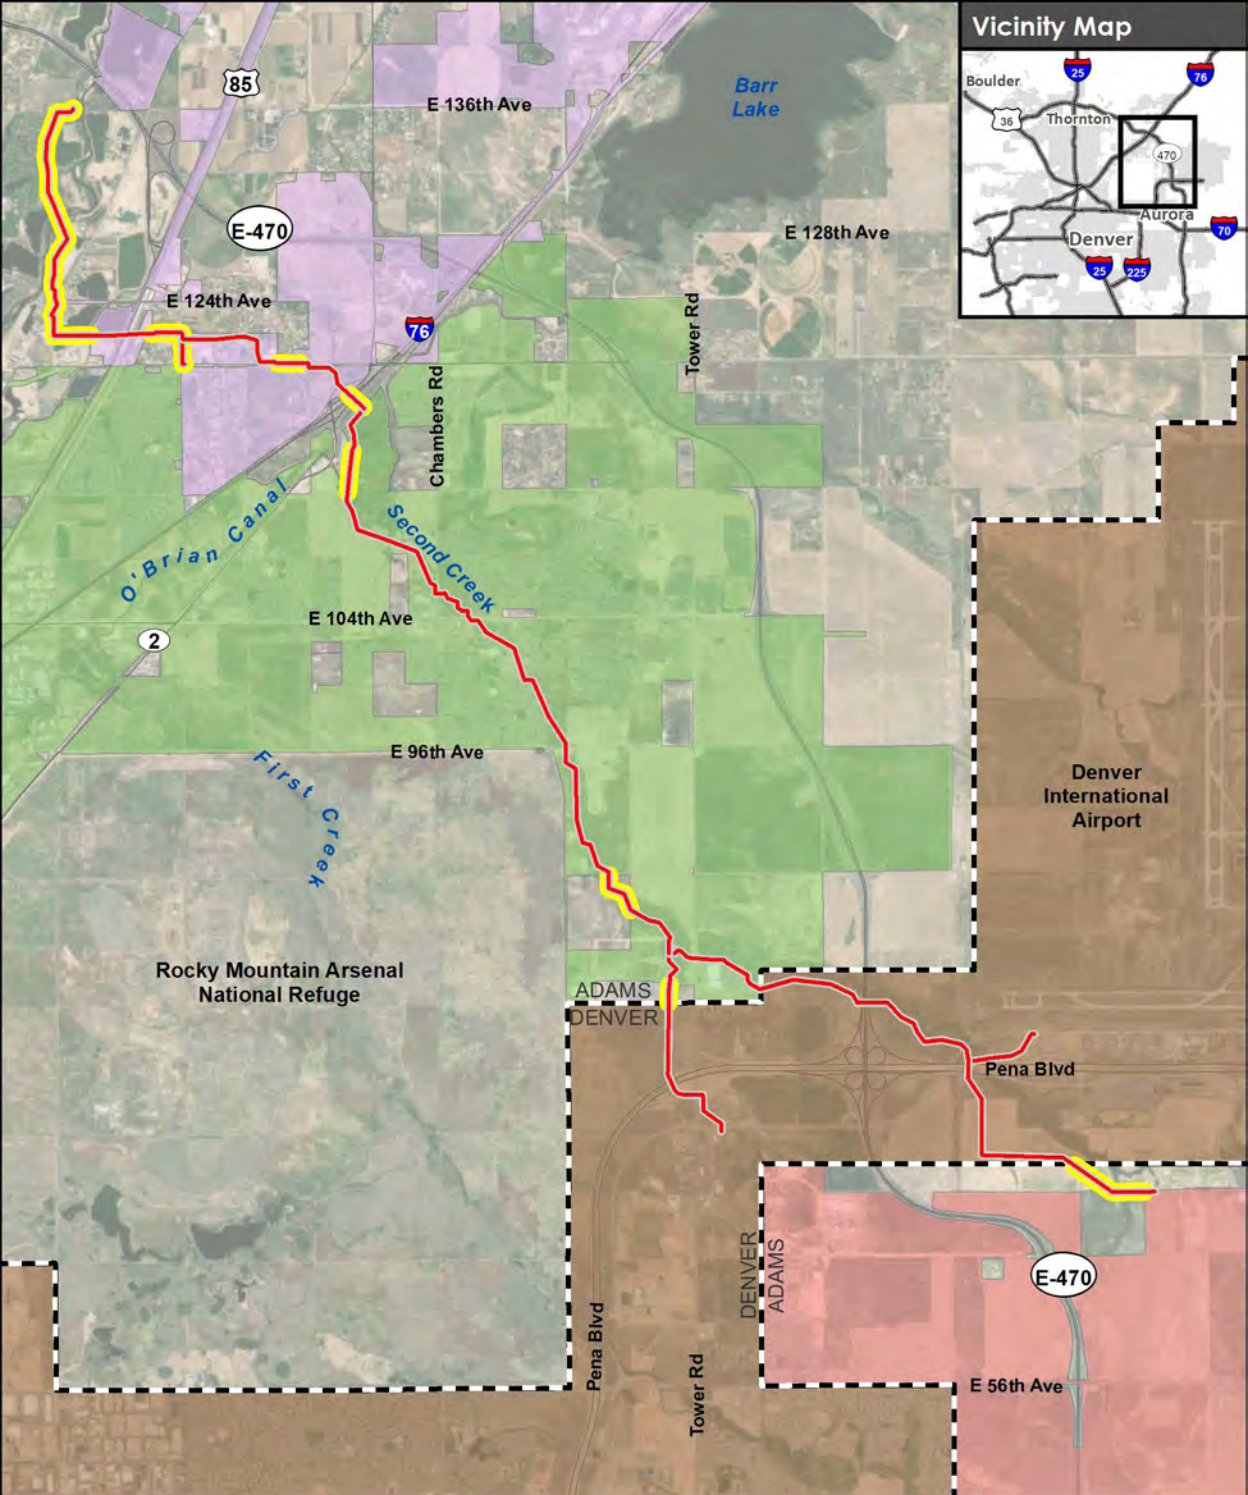 Vicinity Map
25
76
Boulder
36
Thornton
470
Aurora
70
Denver
25
225
85
E 136th Ave
Barr
Lake
E-470
E 128th Ave
E 124th Ave
76
Tower Rd
Chambers Rd
O'Brian Canal
Second Creek
E 104th Ave
2
E 96th Ave
First Creek
Denver
International
Airport
Rocky Mountain Arsenal
National Refuge
ADAMS
DENVER
Pena Blvd
DENVER
ADAMS
E-470
Pena Blvd
Tower Rd
E 56th Ave